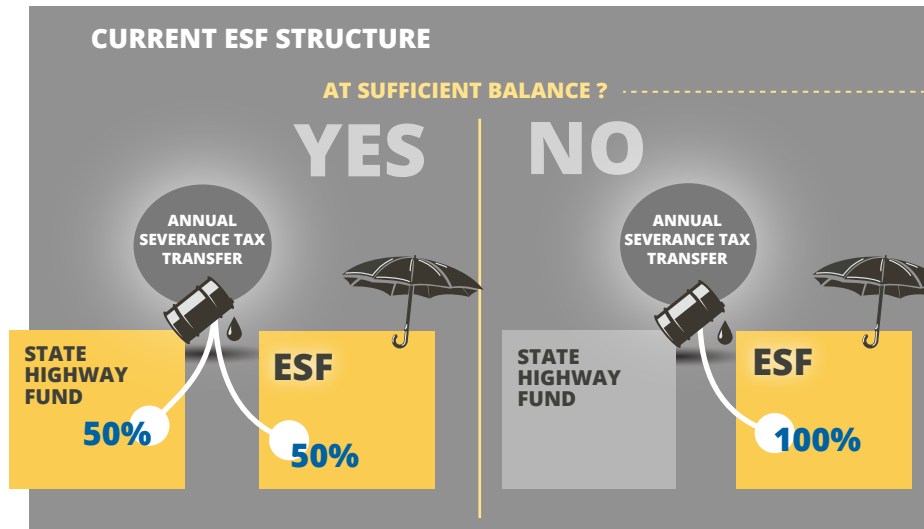 CURRENT ESF STRUCTURE
AT SUFFICIENT BALANCE ?
YES
ANNUAL
SEVERANCE TAX
TRANSFER
STATE
HIGHWAY
FUND
50%
ESF
50%
NO
ANNUAL
SEVERANCE TAX
TRANSFER
STATE
HIGHWAY
FUND
ESF
100%